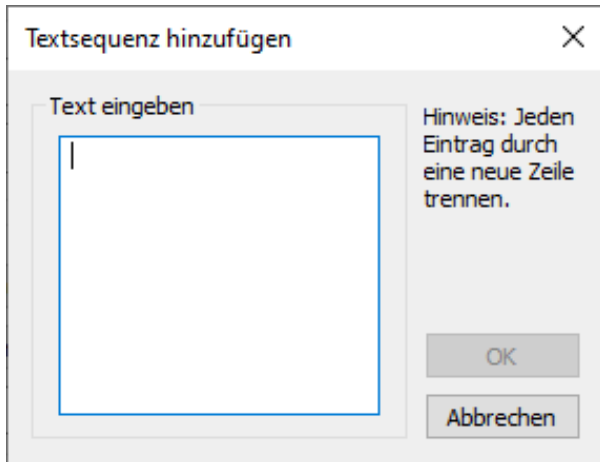 Textsequenz hinzufügen
Text eingeben
Hinweis: Jeden
Eintrag durch
eine neue Zeile
trennen.
OK
Abbrechen